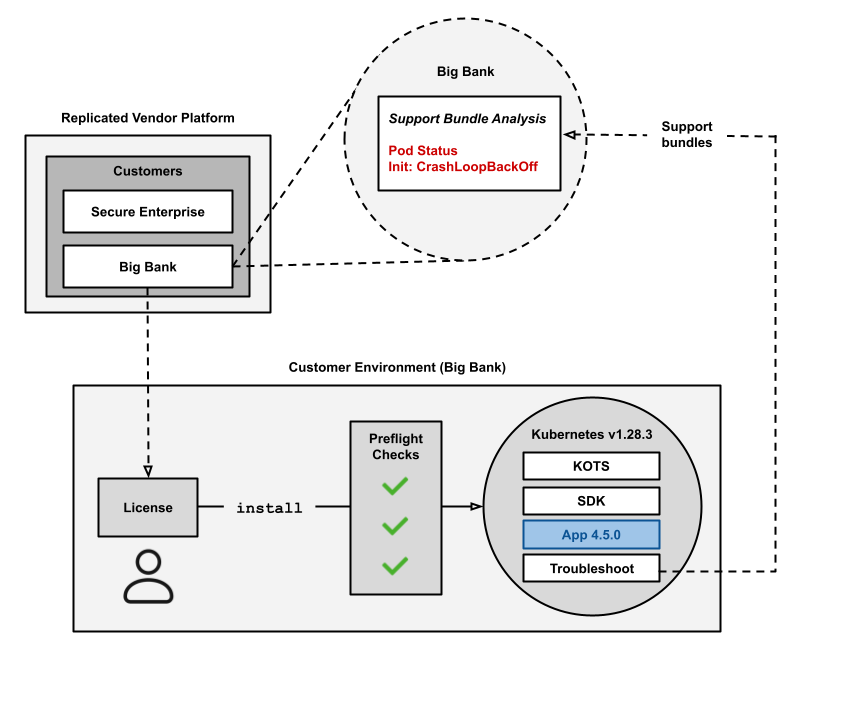 Big Bank
Support Bundle Analysis
Pod Status
Init: CrashLoopBackOff
Support
bundles
Replicated Vendor Platform
Customers
Secure Enterprise
Big Bank
Customer Environment (Big Bank)
License
install
Preflight
Checks
Kubernetes v1.28.3
KOTS
SDK
App 4.5.0
Troubleshoot